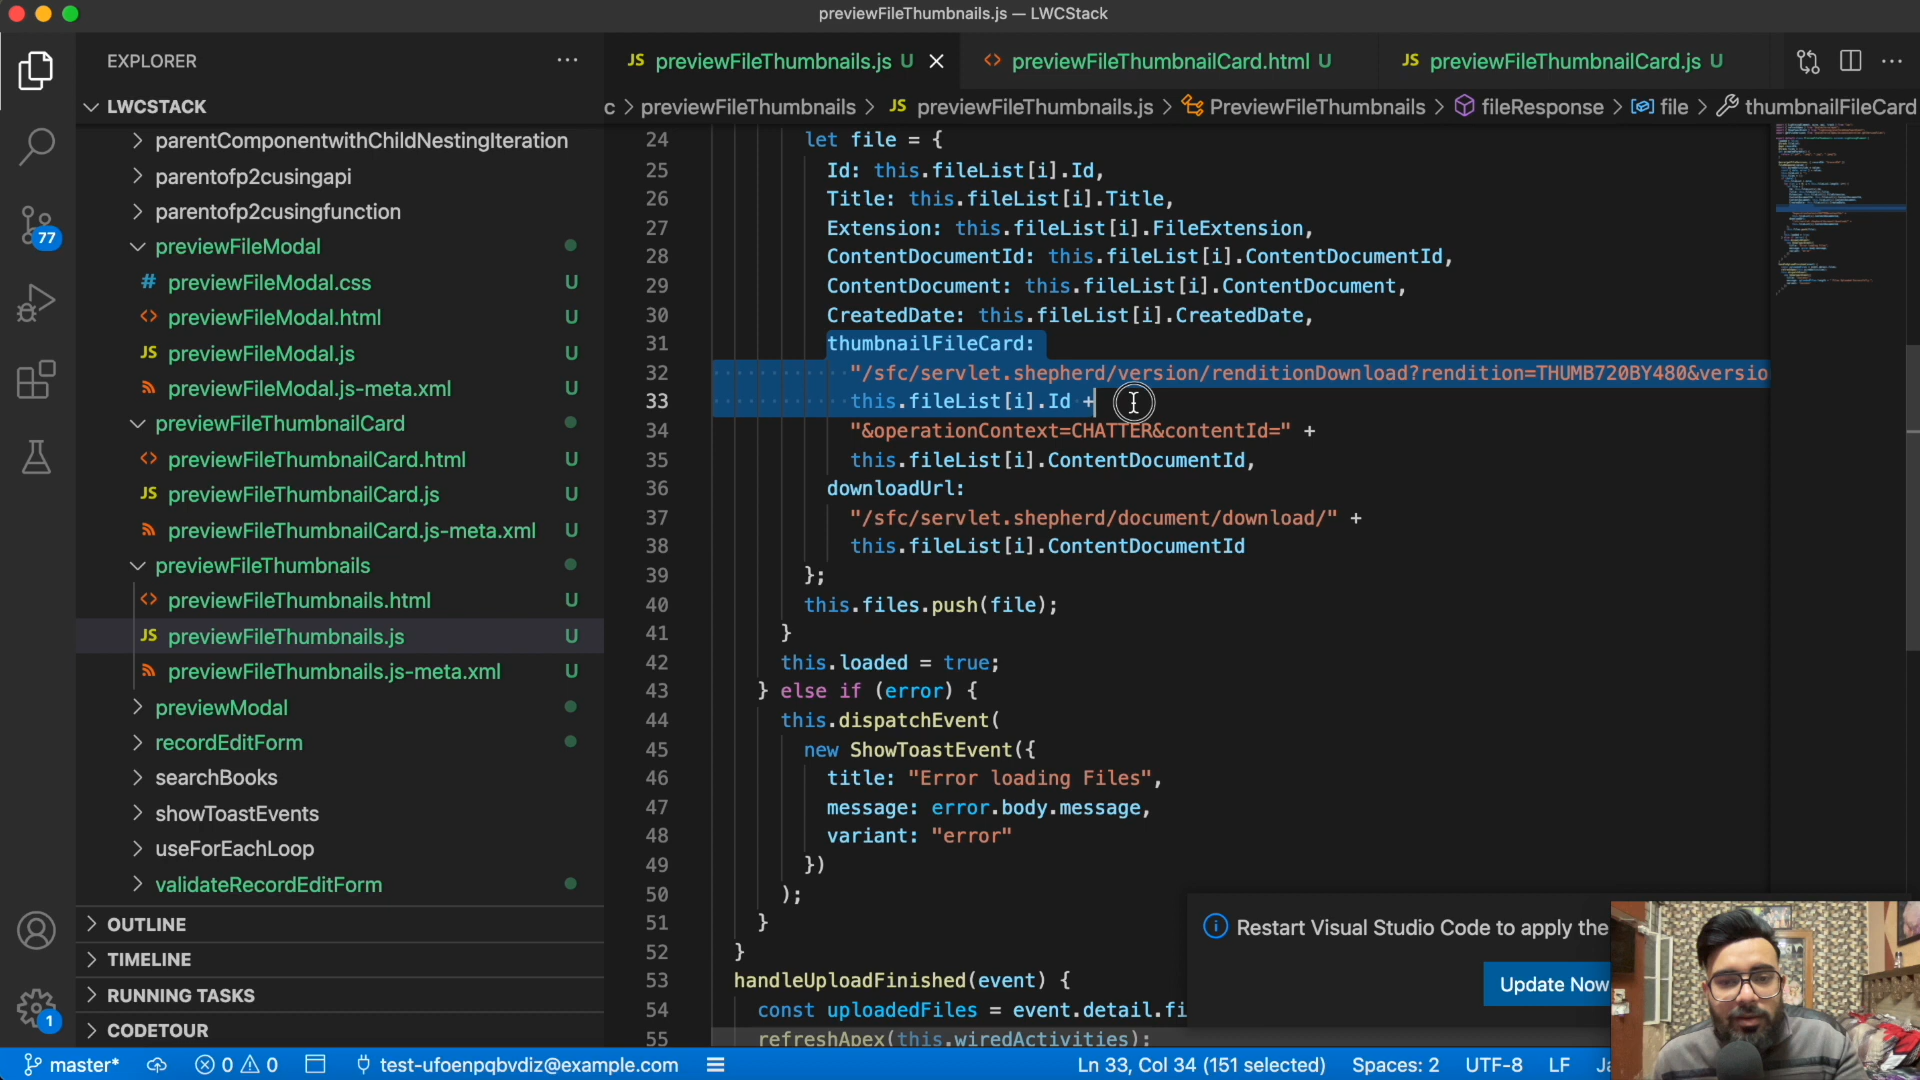 previewFileThumbnails.js — LWCStack
EXPLORER
JS previewFileThumbnails.js U
<> previewFileThumbnailCard.html U
JS previewFileThumbnailCard.js U
LWCSTACK
c > previewFileThumbnails > JS previewFileThumbnails.js > PreviewFileThumbnails > fileResponse > file > thumbnailFileCard
parentComponentwithChildNestingIteration
parentofp2cusingapi
parentofp2cusingfunction
previewFileModal
# previewFileModal.css U
<> previewFileModal.html U
JS previewFileModal.js U
previewFileModal.js-meta.xml U
previewFileThumbnailCard
<> previewFileThumbnailCard.html U
JS previewFileThumbnailCard.js U
previewFileThumbnailCard.js-meta.xml U
previewFileThumbnails
<> previewFileThumbnails.html U
JS previewFileThumbnails.js U
previewFileThumbnails.js-meta.xml U
previewModal
recordEditForm
searchBooks
showToastEvents
useForEachLoop
validateRecordEditForm
OUTLINE
TIMELINE
RUNNING TASKS
CODETOUR
77
1
24 let file = {
25 Id: this.fileList[i].Id,
26 Title: this.fileList[i].Title,
27 Extension: this.fileList[i].FileExtension,
28 ContentDocumentId: this.fileList[i].ContentDocumentId,
29 ContentDocument: this.fileList[i].ContentDocument,
30 CreatedDate: this.fileList[i].CreatedDate,
31 thumbnailFileCard:
32 "/sfc/servlet.shepherd/version/renditionDownload?rendition=THUMB720BY480&versio
33 this.fileList[i].Id +
34 "&operationContext=CHATTER&contentId=" +
35 this.fileList[i].ContentDocumentId,
36 downloadUrl:
37 "/sfc/servlet.shepherd/document/download/" +
38 this.fileList[i].ContentDocumentId
39 };
40 this.files.push(file);
41 }
42 this.loaded = true;
43 } else if (error) {
44 this.dispatchEvent(
45 new ShowToastEvent({
46 title: "Error loading Files",
47 message: error.body.message,
48 variant: "error"
49 })
50 );
51 }
52 }
53 handleUploadFinished(event) {
54 const uploadedFiles = event.detail.fi
55 refreshApex(this.wiredActivities);
Restart Visual Studio Code to apply the
Update Now
master* 0 0 test-ufoenpqbvdiz@example.com Ln 33, Col 34 (151 selected) Spaces: 2 UTF-8 LF